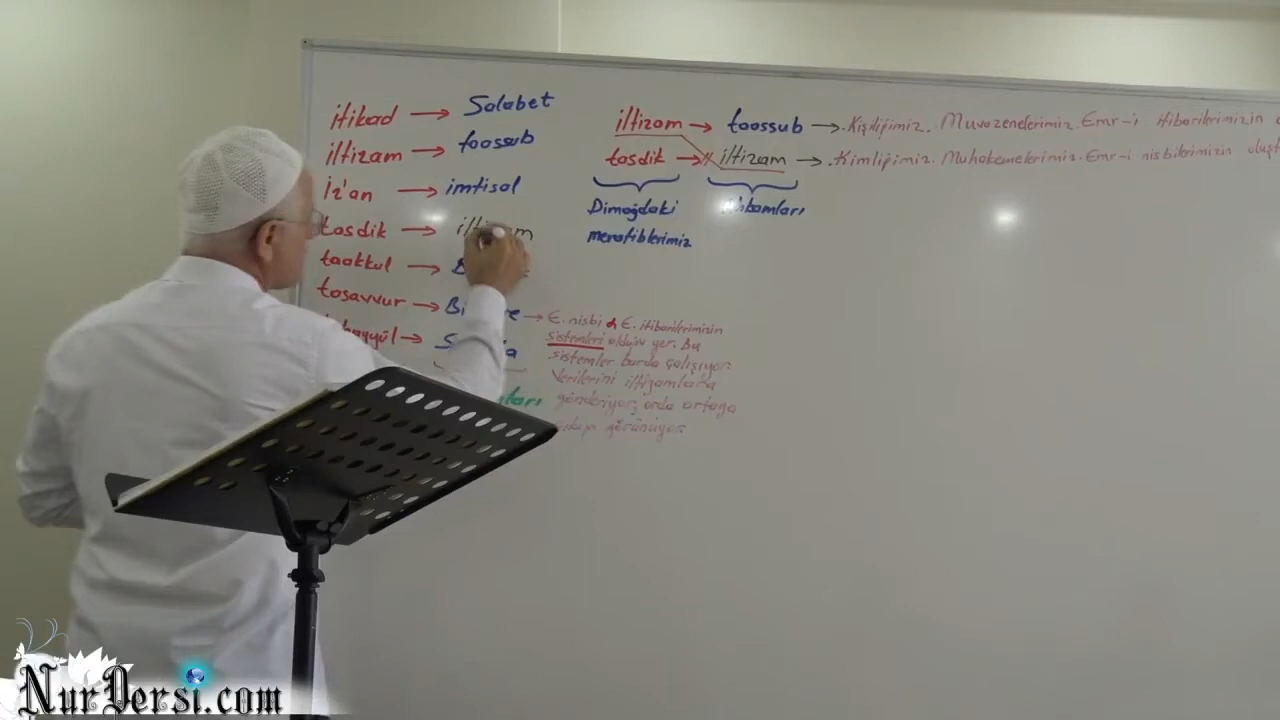 itikad → Salabet
iltizam → taassub
iz'an → imtisal
tasdik → iltizam
taakkul →
tasavvur →
E. nisbi & E. itibarilerimizin
sistemleri olduğu yer. Bu
sistemler burda çalışıyor.
Verilerini iltizamlara
gönderiyor, orda ortaya
görünüyor.
iltizam → taassub → .Kişiliğimiz. Muvazenelerimiz. Emr-i itibarilerimizin
tasdik → iltizam → .Kimliğimiz. Muhakemelerimiz. Emr-i nisbilerimizin
Dimağdaki
meratiblerimiz
NurDersi.com